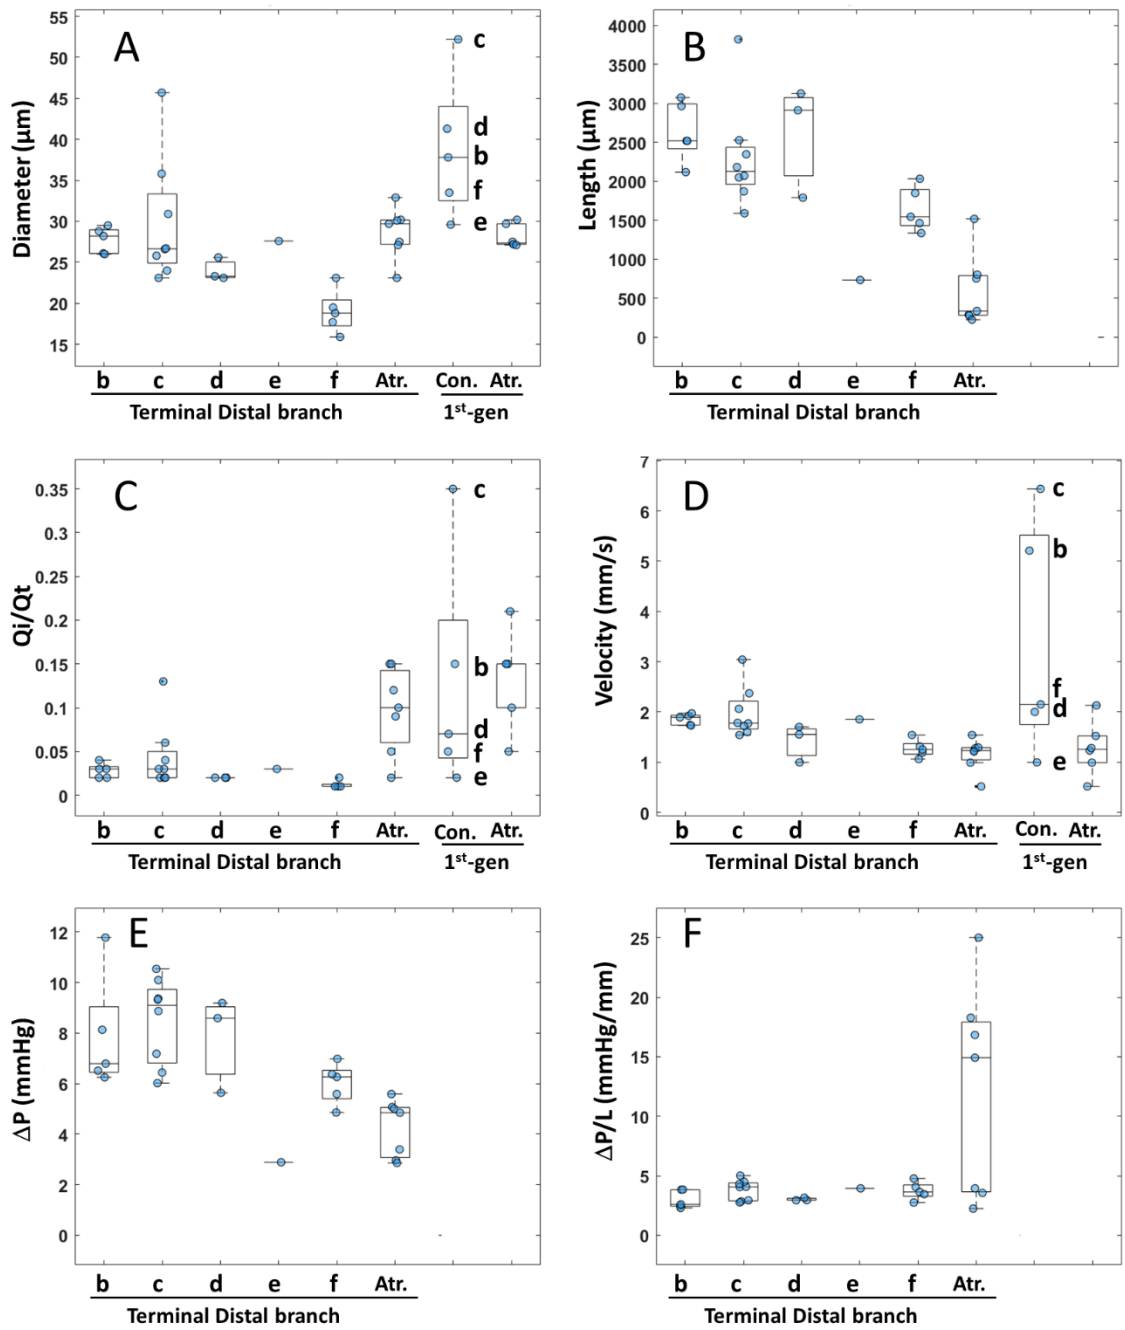 A
Diameter (µm)
55
50
45
40
35
30
25
20
15
c
d
b
f
e
b c d e f Atr. Con. Atr.
Terminal Distal branch 1st-gen
B
Length (µm)
4000
3500
3000
2500
2000
1500
1000
500
0
b c d e f Atr.
Terminal Distal branch
C
Qi/Qt
0.35
0.3
0.25
0.2
0.15
0.1
0.05
0
c
b
d
f
e
b c d e f Atr. Con. Atr.
Terminal Distal branch 1st-gen
D
Velocity (mm/s)
7
6
5
4
3
2
1
0
c
b
f
d
e
b c d e f Atr. Con. Atr.
Terminal Distal branch 1st-gen
E
ΔP (mmHg)
12
10
8
6
4
2
0
b c d e f Atr.
Terminal Distal branch
F
ΔP/L (mmHg/mm)
25
20
15
10
5
0
b c d e f Atr.
Terminal Distal branch